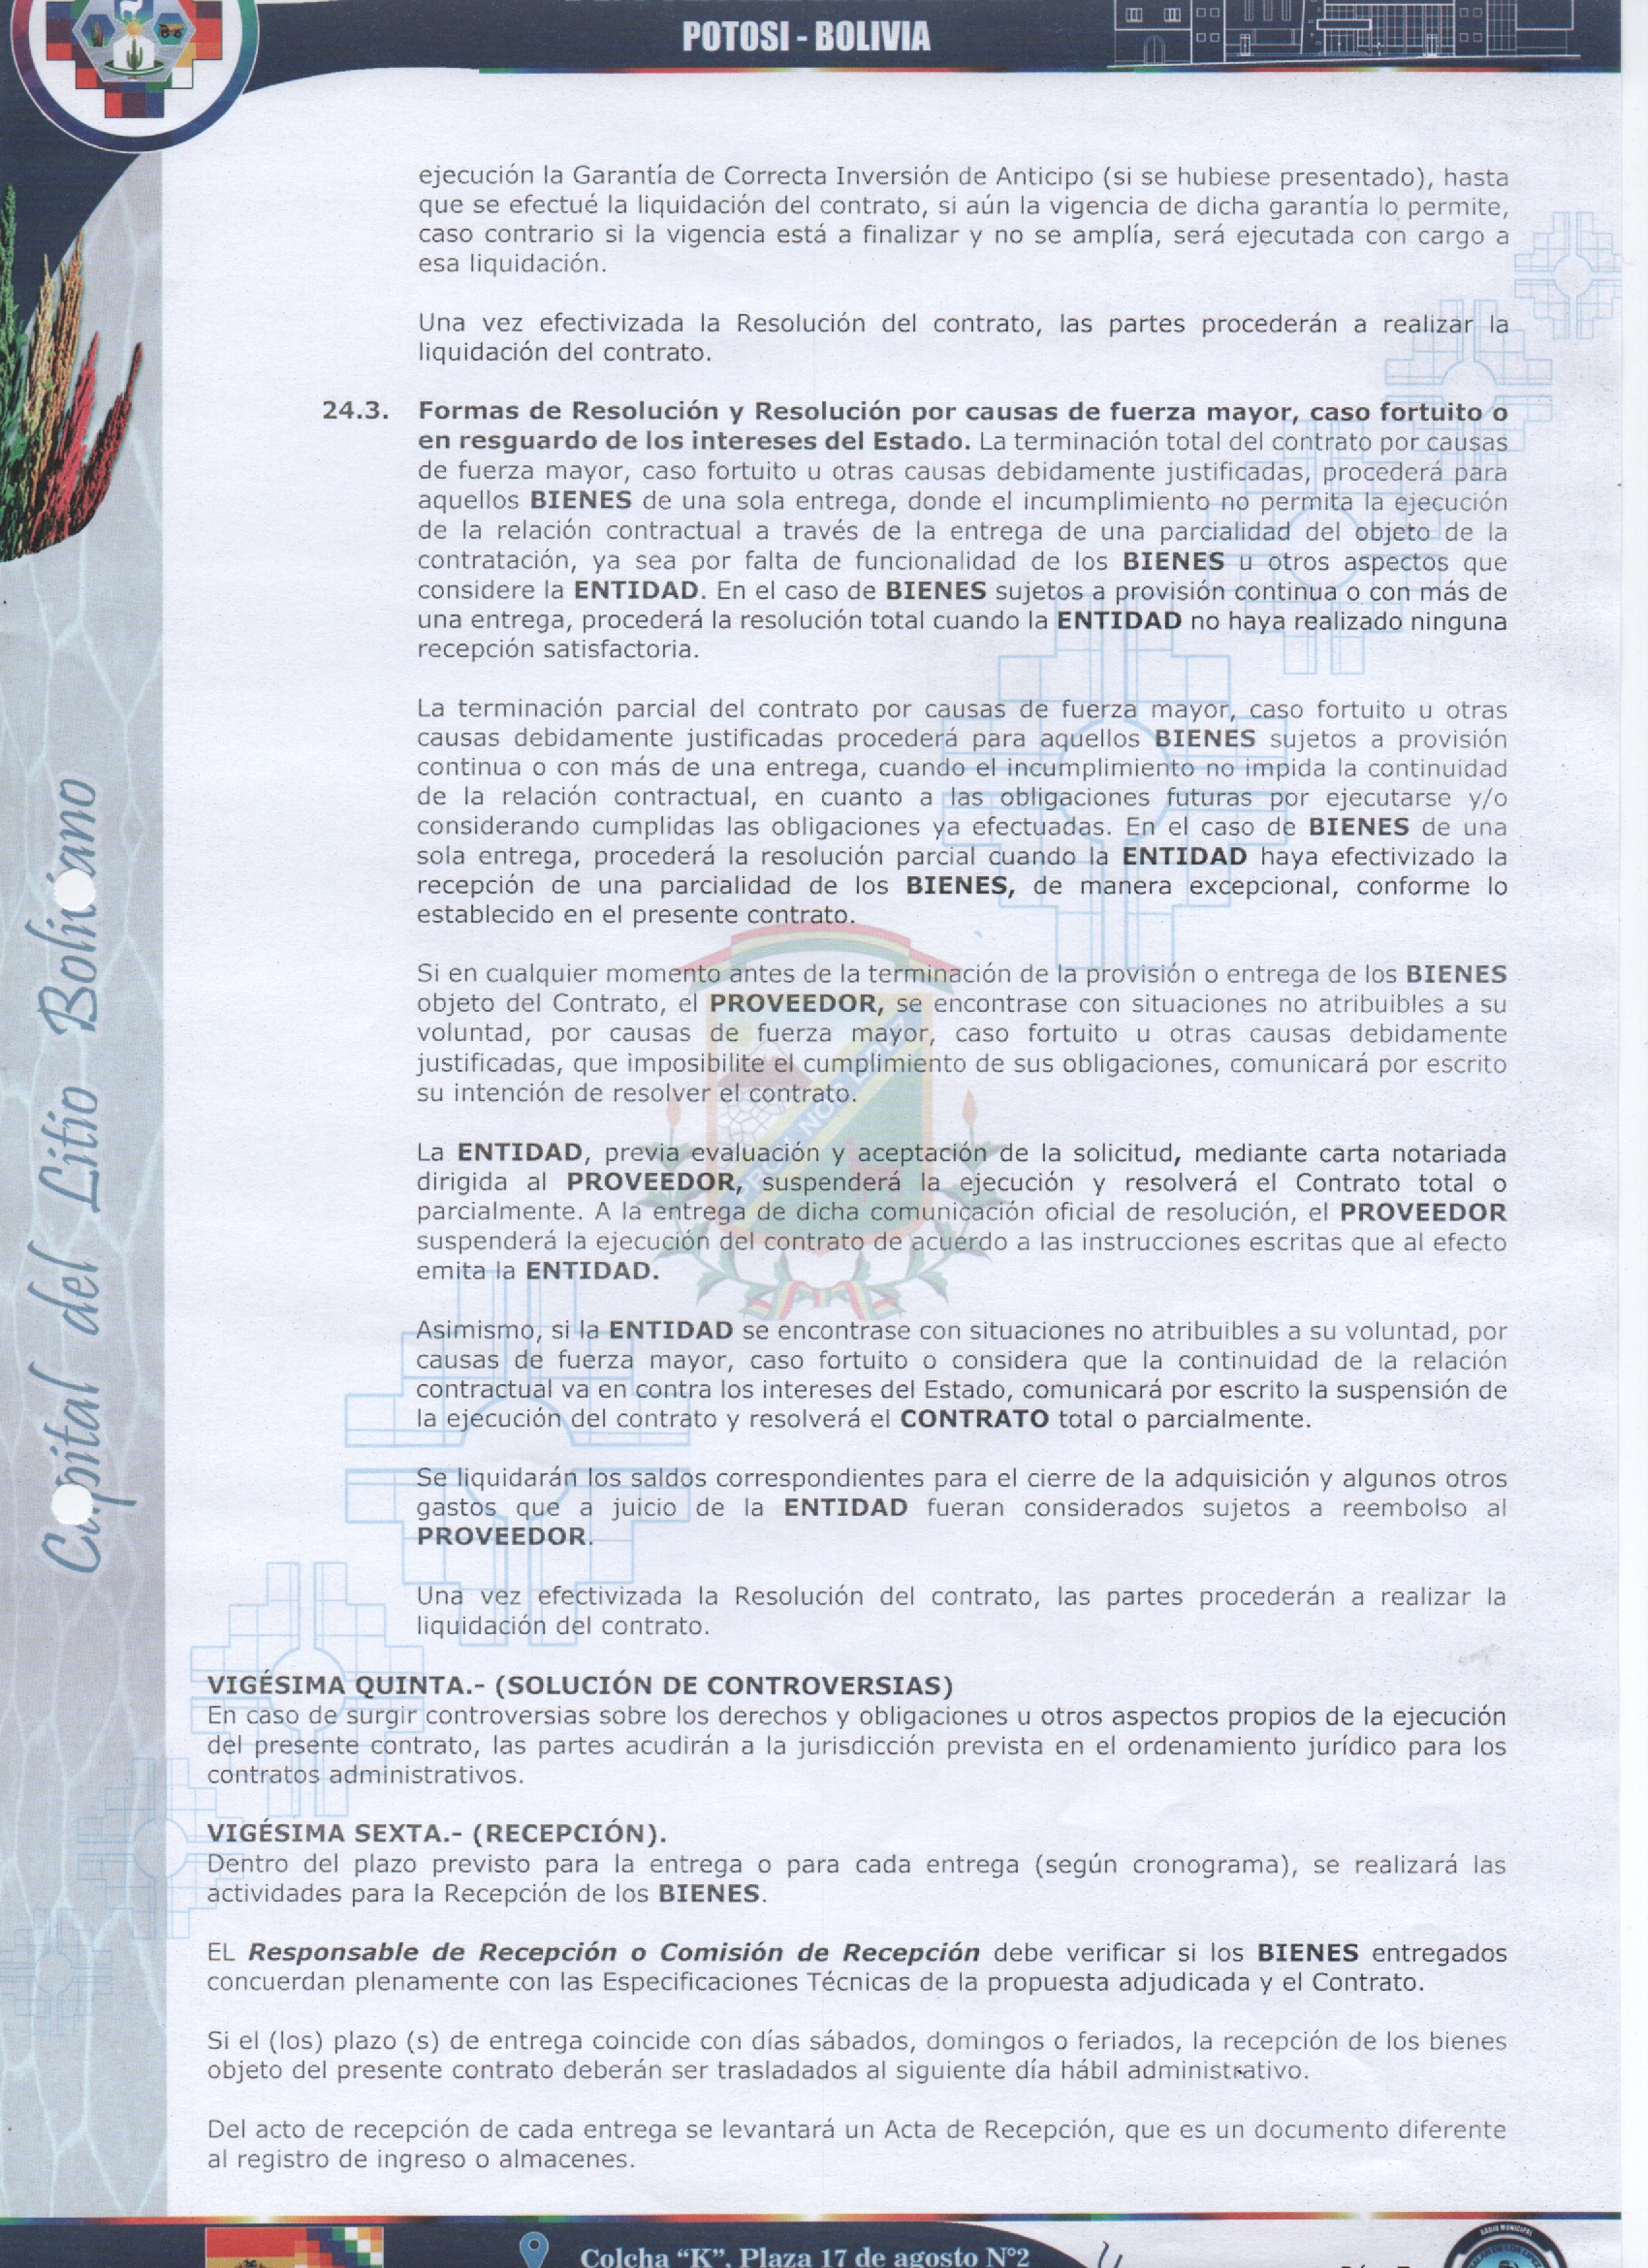 POTOSI - BOLIVIA
ejecución la Garantía de Correcta Inversión de Anticipo (si se hubiese presentado), hasta
que se efectué la liquidación del contrato, si aún la vigencia de dicha garantía lo permite,
caso contrario si la vigencia está a finalizar y no se amplía, será ejecutada con cargo a
esa liquidación.
Una vez efectivizada la Resolución del contrato, las partes procederán a realizar la
liquidación del contrato.
24.3. Formas de Resolución y Resolución por causas de fuerza mayor, caso fortuito o
en resguardo de los intereses del Estado. La terminación total del contrato por causas
de fuerza mayor, caso fortuito u otras causas debidamente justificadas, procederá para
aquellos BIENES de una sola entrega, donde el incumplimiento no permita la ejecución
de la relación contractual a través de la entrega de una parcialidad del objeto de la
contratación, ya sea por falta de funcionalidad de los BIENES u otros aspectos que
considere la ENTIDAD. En el caso de BIENES sujetos a provisión continua o con más de
una entrega, procederá la resolución total cuando la ENTIDAD no haya realizado ninguna
recepción satisfactoria.
La terminación parcial del contrato por causas de fuerza mayor, caso fortuito u otras
causas debidamente justificadas procederá para aquellos BIENES sujetos a provisión
continua o con más de una entrega, cuando el incumplimiento no impida la continuidad
de la relación contractual, en cuanto a las obligaciones futuras por ejecutarse y/o
considerando cumplidas las obligaciones ya efectuadas. En el caso de BIENES de una
sola entrega, procederá la resolución parcial cuando la ENTIDAD haya efectivizado la
recepción de una parcialidad de los BIENES, de manera excepcional, conforme lo
establecido en el presente contrato.
Si en cualquier momento antes de la terminación de la provisión o entrega de los BIENES
objeto del Contrato, el PROVEEDOR, se encontrase con situaciones no atribuibles a su
voluntad, por causas de fuerza mayor, caso fortuito u otras causas debidamente
justificadas, que imposibilite el cumplimiento de sus obligaciones, comunicará por escrito
su intención de resolver el contrato.
La ENTIDAD, previa evaluación y aceptación de la solicitud, mediante carta notariada
dirigida al PROVEEDOR, suspenderá la ejecución y resolverá el Contrato total o
parcialmente. A la entrega de dicha comunicación oficial de resolución, el PROVEEDOR
suspenderá la ejecución del contrato de acuerdo a las instrucciones escritas que al efecto
emita la ENTIDAD.
Asimismo, si la ENTIDAD se encontrase con situaciones no atribuibles a su voluntad, por
causas de fuerza mayor, caso fortuito o considera que la continuidad de la relación
contractual va en contra los intereses del Estado, comunicará por escrito la suspensión de
la ejecución del contrato y resolverá el CONTRATO total o parcialmente.
Se liquidarán los saldos correspondientes para el cierre de la adquisición y algunos otros
gastos que a juicio de la ENTIDAD fueran considerados sujetos a reembolso al
PROVEEDOR.
Una vez efectivizada la Resolución del contrato, las partes procederán a realizar la
liquidación del contrato.
VIGÉSIMA QUINTA.- (SOLUCIÓN DE CONTROVERSIAS)
En caso de surgir controversias sobre los derechos y obligaciones u otros aspectos propios de la ejecución
del presente contrato, las partes acudirán a la jurisdicción prevista en el ordenamiento jurídico para los
contratos administrativos.
VIGÉSIMA SEXTA.- (RECEPCIÓN).
Dentro del plazo previsto para la entrega o para cada entrega (según cronograma), se realizará las
actividades para la Recepción de los BIENES.
EL Responsable de Recepción o Comisión de Recepción debe verificar si los BIENES entregados
concuerdan plenamente con las Especificaciones Técnicas de la propuesta adjudicada y el Contrato.
Si el (los) plazo (s) de entrega coincide con días sábados, domingos o feriados, la recepción de los bienes
objeto del presente contrato deberán ser trasladados al siguiente día hábil administrativo.
Del acto de recepción de cada entrega se levantará un Acta de Recepción, que es un documento diferente
al registro de ingreso o almacenes.
Capital del Litio Boliviano
Colcha “K”, Plaza 17 de agosto N°2
RADIO MUNICIPAL